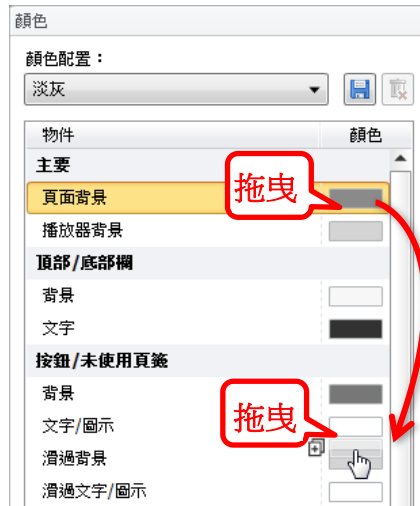 顏色
顏色配置：
淡灰
物件 顏色
主要
頁面背景
拖曳
播放器背景
頂部/底部欄
背景
文字
按鈕/未使用頁籤
背景
文字/圖示
拖曳
滑過背景
滑過文字/圖示